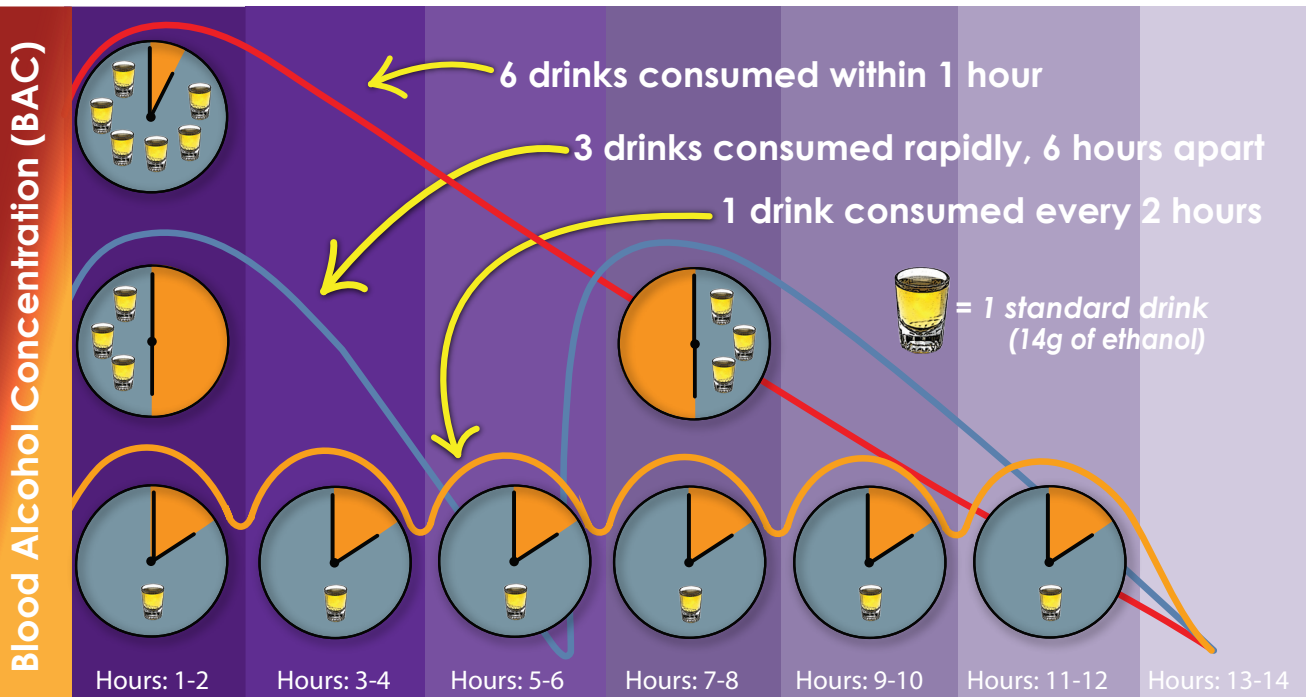 Blood Alcohol Concentration (BAC)
6 drinks consumed within 1 hour
3 drinks consumed rapidly, 6 hours apart
1 drink consumed every 2 hours
= 1 standard drink
(14g of ethanol)
Hours: 1-2
Hours: 3-4
Hours: 5-6
Hours: 7-8
Hours: 9-10
Hours: 11-12
Hours: 13-14